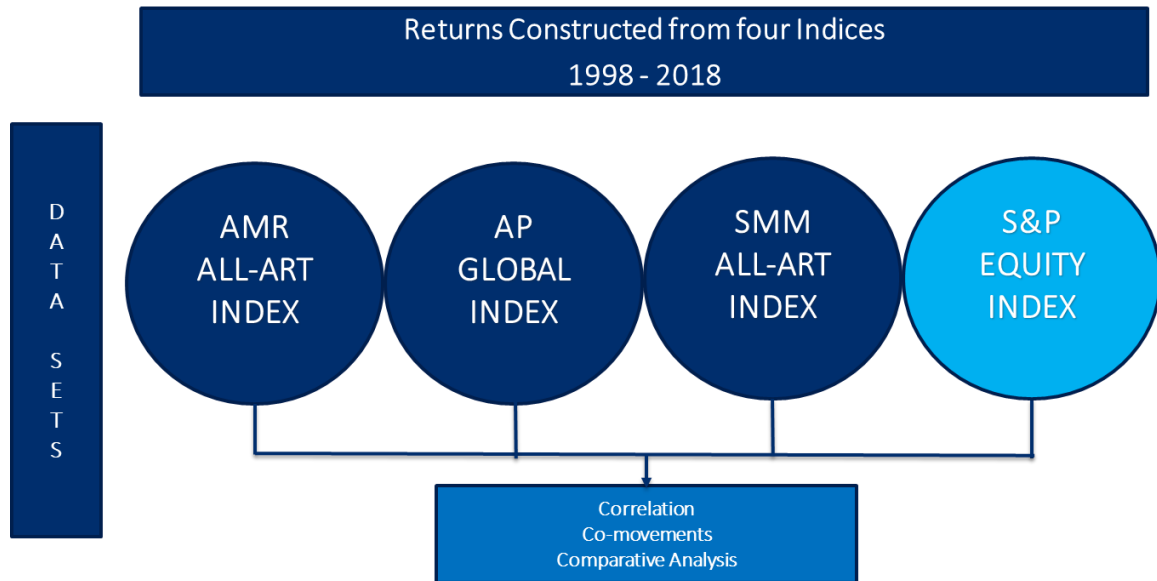 Returns Constructed from four Indices
1998 - 2018
D
A
T
A
S
E
T
S
AMR
ALL-ART
INDEX
AP
GLOBAL
INDEX
SMM
ALL-ART
INDEX
S&P
EQUITY
INDEX
Correlation
Co-movements
Comparative Analysis